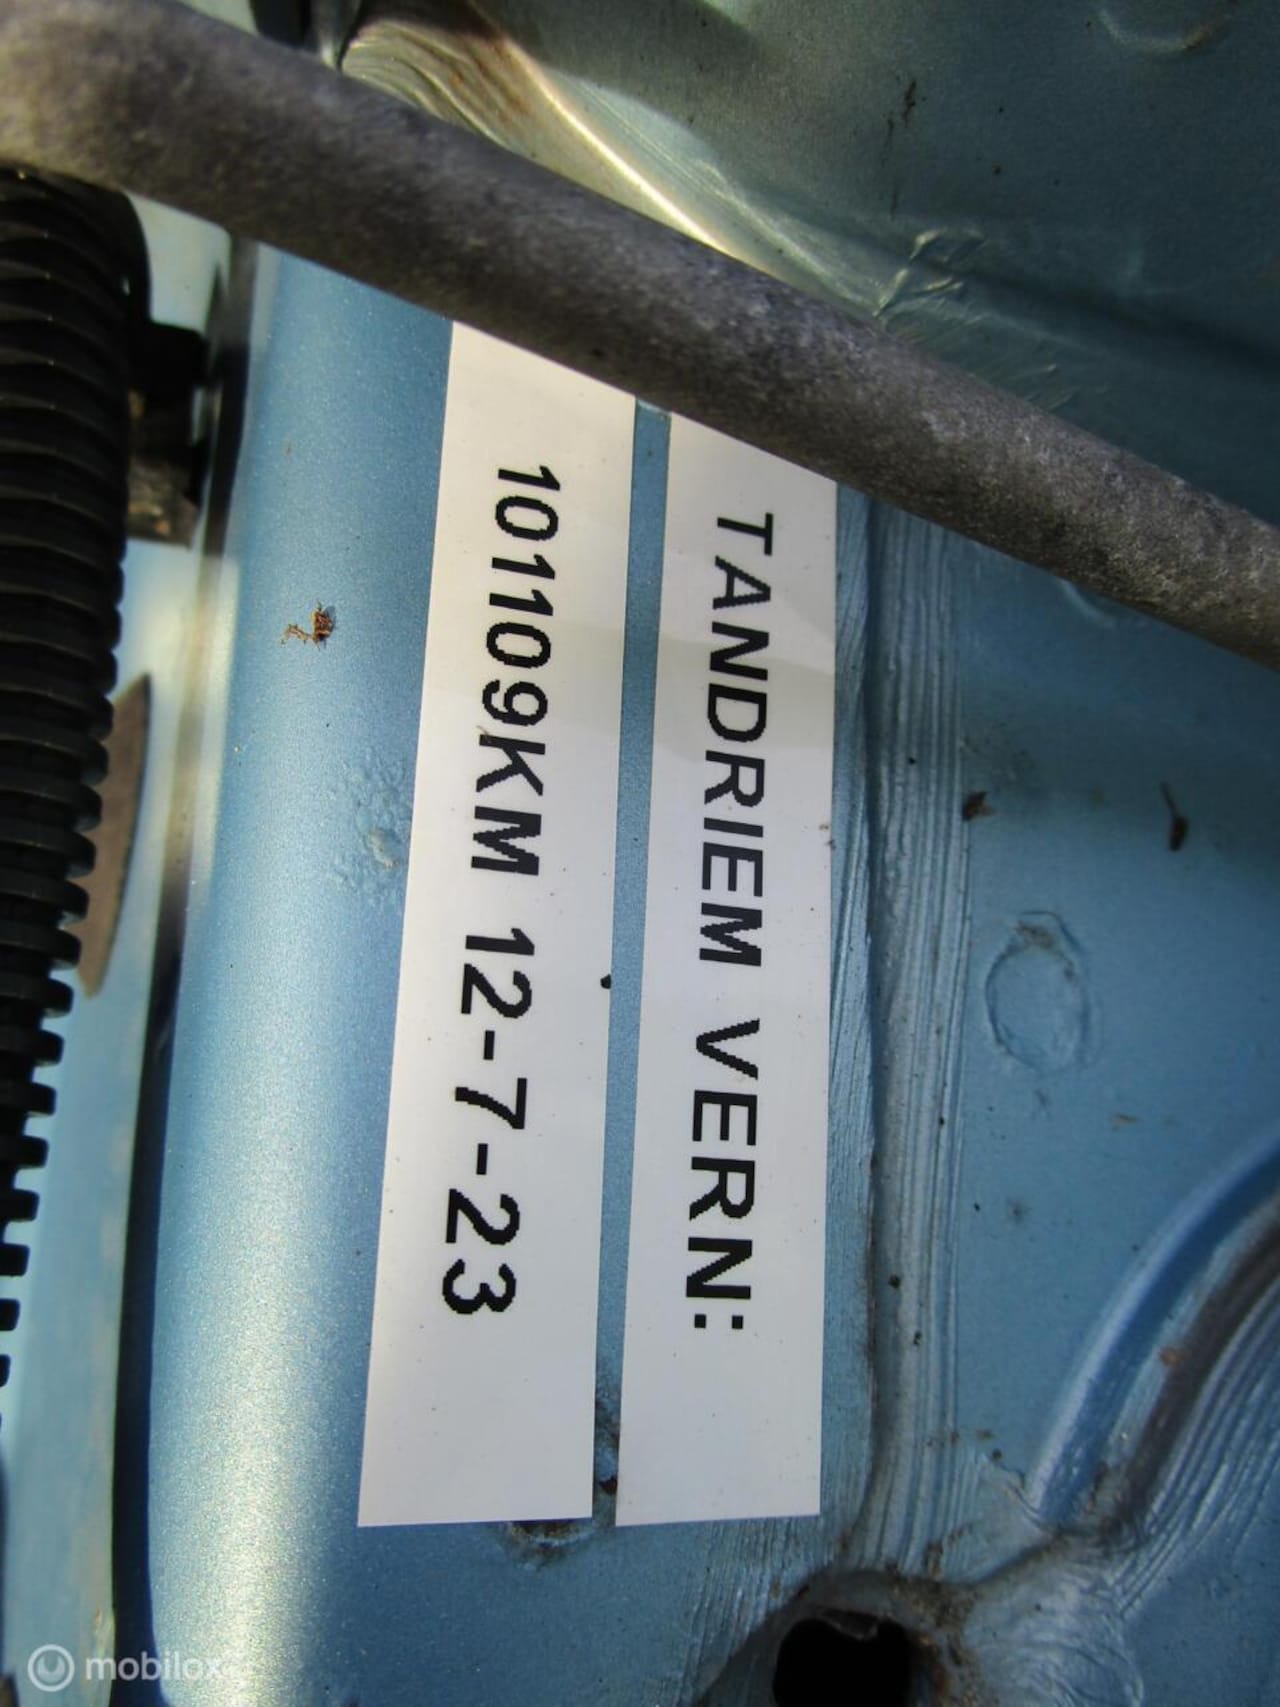 TANDRIEM VERN:
101109KM 12-7-23
mobilox